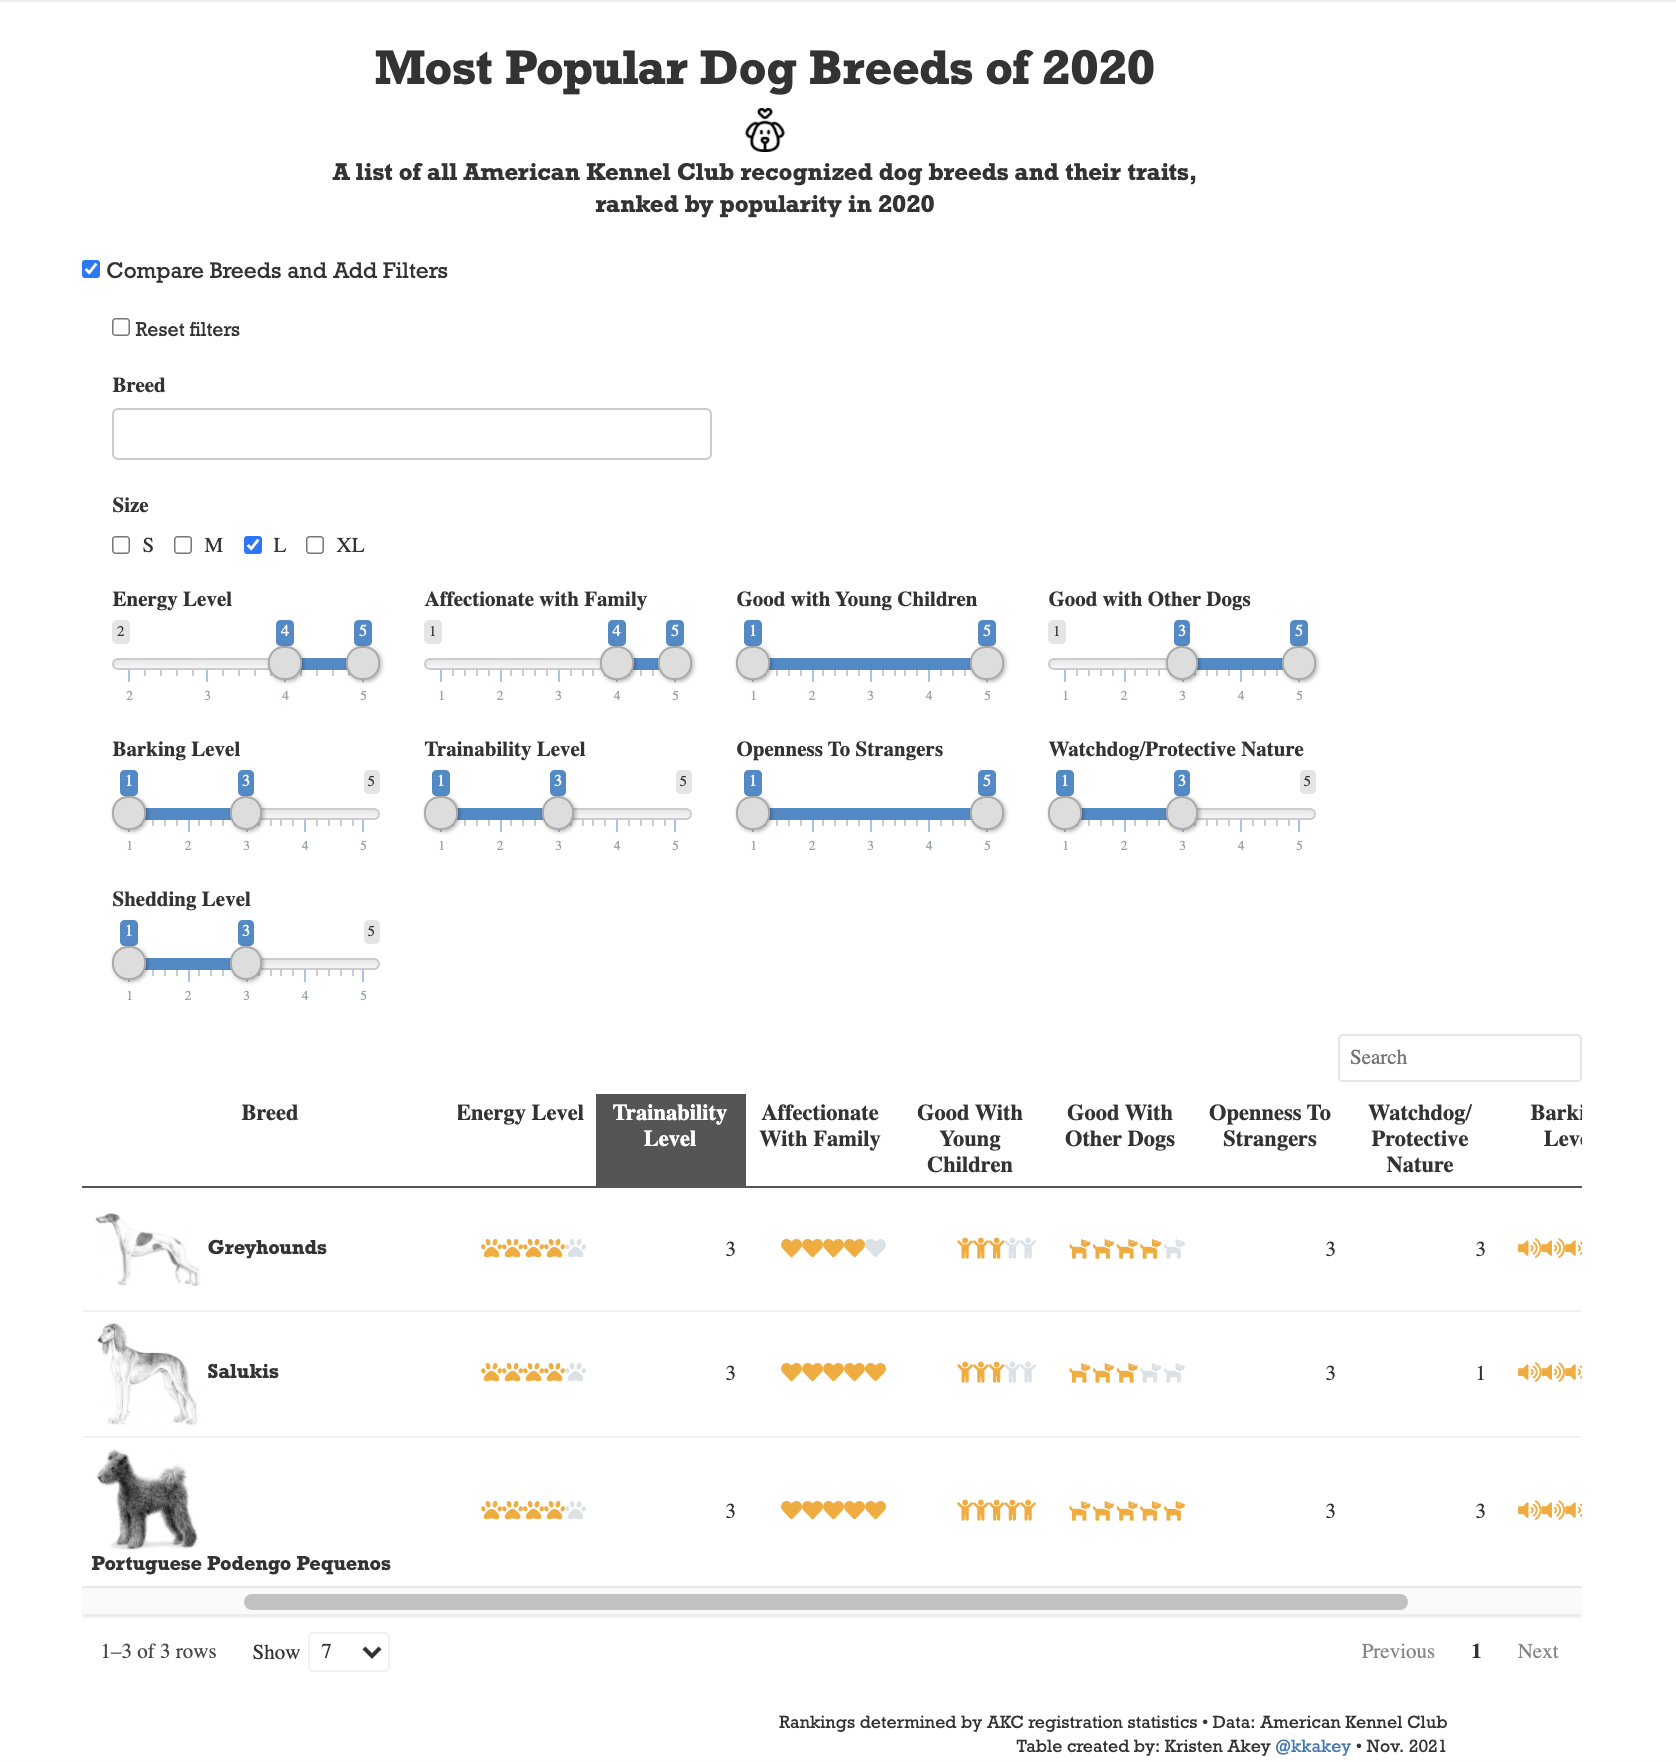 Most Popular Dog Breeds of 2020
A list of all American Kennel Club recognized dog breeds and their traits,
ranked by popularity in 2020
Compare Breeds and Add Filters
Reset filters
Breed
Size
S M L XL
Energy Level Affectionate with Family Good with Young Children Good with Other Dogs
2 4 5 1 4 5 1 5 1 3 5
2 3 4 5 1 2 3 4 5 1 2 3 4 5 1 2 3 4 5
Barking Level Trainability Level Openness To Strangers Watchdog/Protective Nature
1 3 5 1 3 5 1 5 1 3 5
1 2 3 4 5 1 2 3 4 5 1 2 3 4 5 1 2 3 4 5
Shedding Level
1 3 5
1 2 3 4 5
Search
Breed Energy Level Trainability Affectionate Good With Good With Openness To Watchdog/ Barki
Level With Family Young Other Dogs Strangers Protective Leve
Children Nature
Greyhounds 3 3 3
Salukis 3 3 1
3 3 3
Portuguese Podengo Pequenos
1–3 of 3 rows Show 7 Previous 1 Next
Rankings determined by AKC registration statistics • Data: American Kennel Club
Table created by: Kristen Akey @kkakey • Nov. 2021